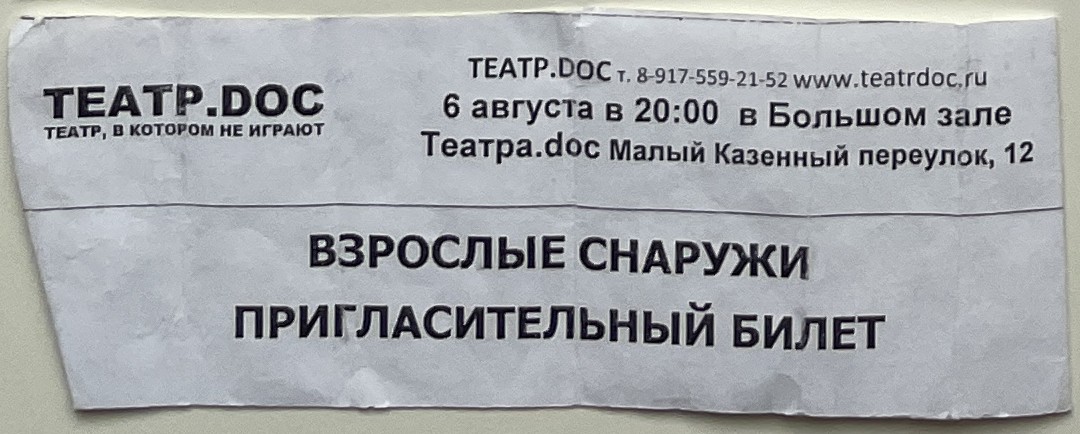 ТЕАТР.DOC
ТЕАТР, В КОТОРОМ НЕ ИГРАЮТ
ТЕАТР.DOC т. 8-917-559-21-52 www.teatrdoc.ru
6 августа в 20:00 в Большом зале
Театра.doc Малый Казенный переулок, 12
ВЗРОСЛЫЕ СНАРУЖИ
ПРИГЛАСИТЕЛЬНЫЙ БИЛЕТ